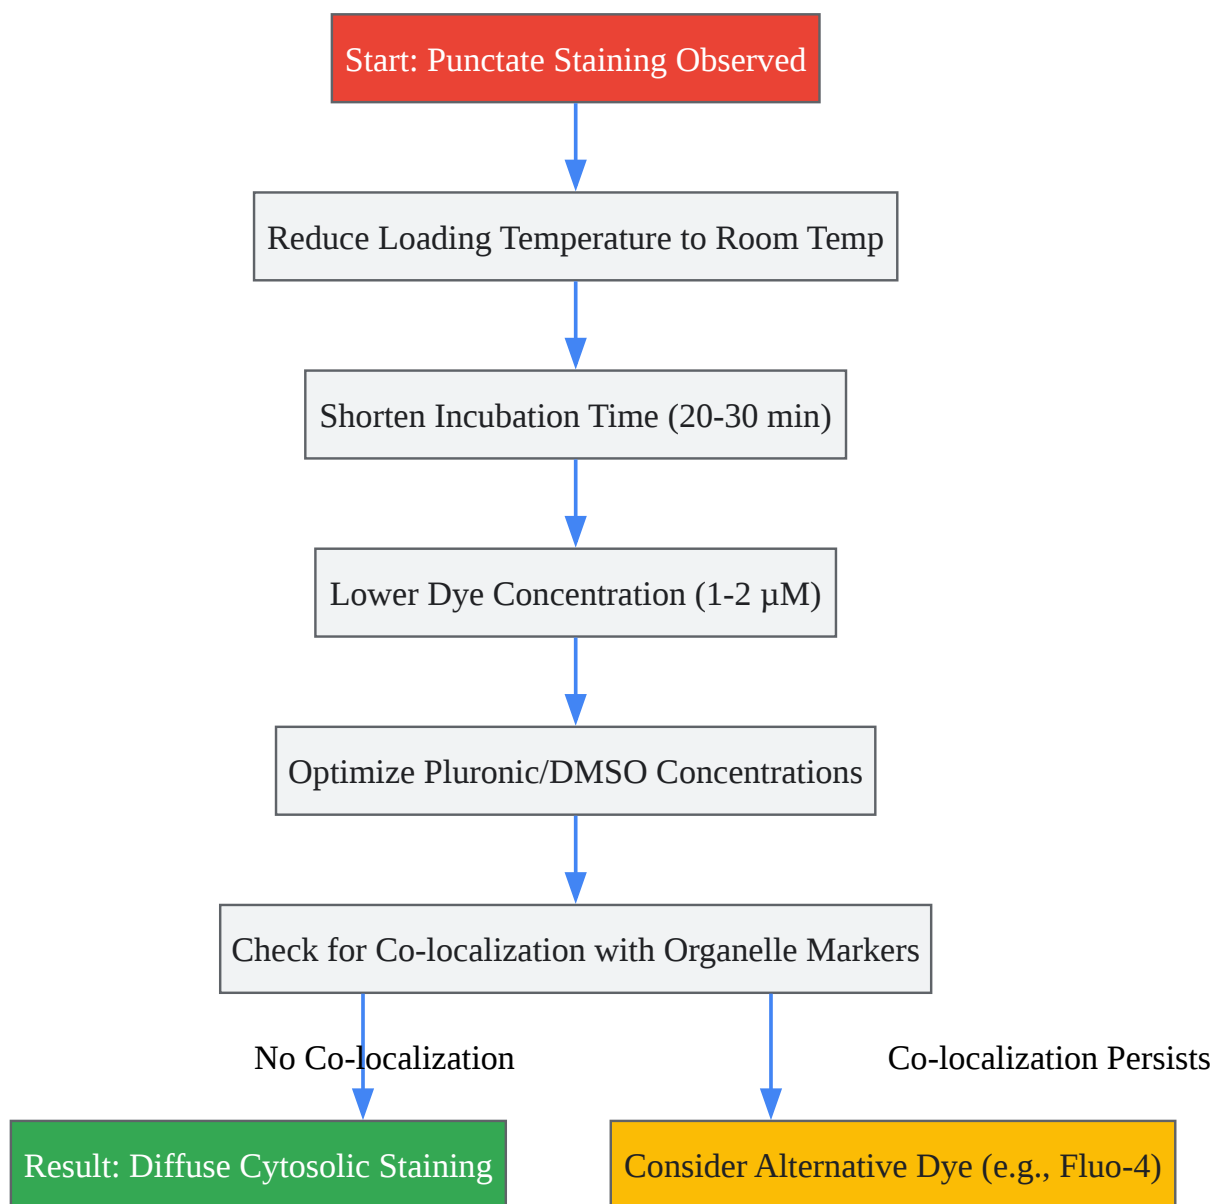 Start: Punctate Staining Observed
Reduce Loading Temperature to Room Temp
Shorten Incubation Time (20-30 min)
Lower Dye Concentration (1-2 µM)
Optimize Pluronic/DMSO Concentrations
Check for Co-localization with Organelle Markers
No Co-localization
Co-localization Persists
Result: Diffuse Cytosolic Staining
Consider Alternative Dye (e.g., Fluo-4)